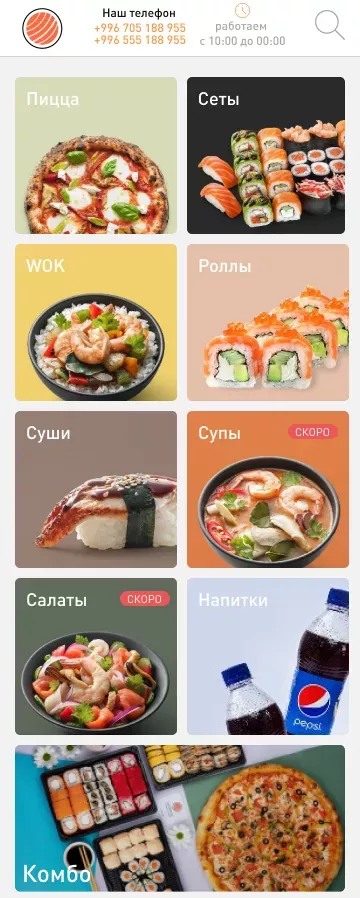 Наш телефон
+996 705 188 955
+996 555 188 955
работаем
с 10:00 до 00:00
Пицца
Сеты
WOK
Роллы
Суши
Супы
СКОРО
Салаты
СКОРО
Напитки
pepsi
Комбо